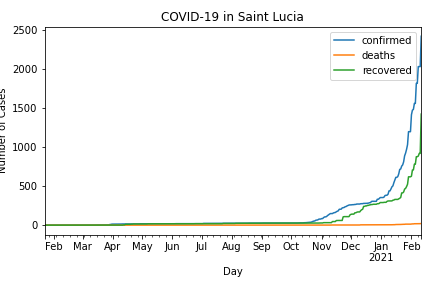 COVID-19 in Saint Lucia
2500
2000
1500
1000
500
0
Number of Cases
confirmed
deaths
recovered
Feb Mar Apr May Jun Jul Aug Sep Oct Nov Dec Jan Feb
2021
Day